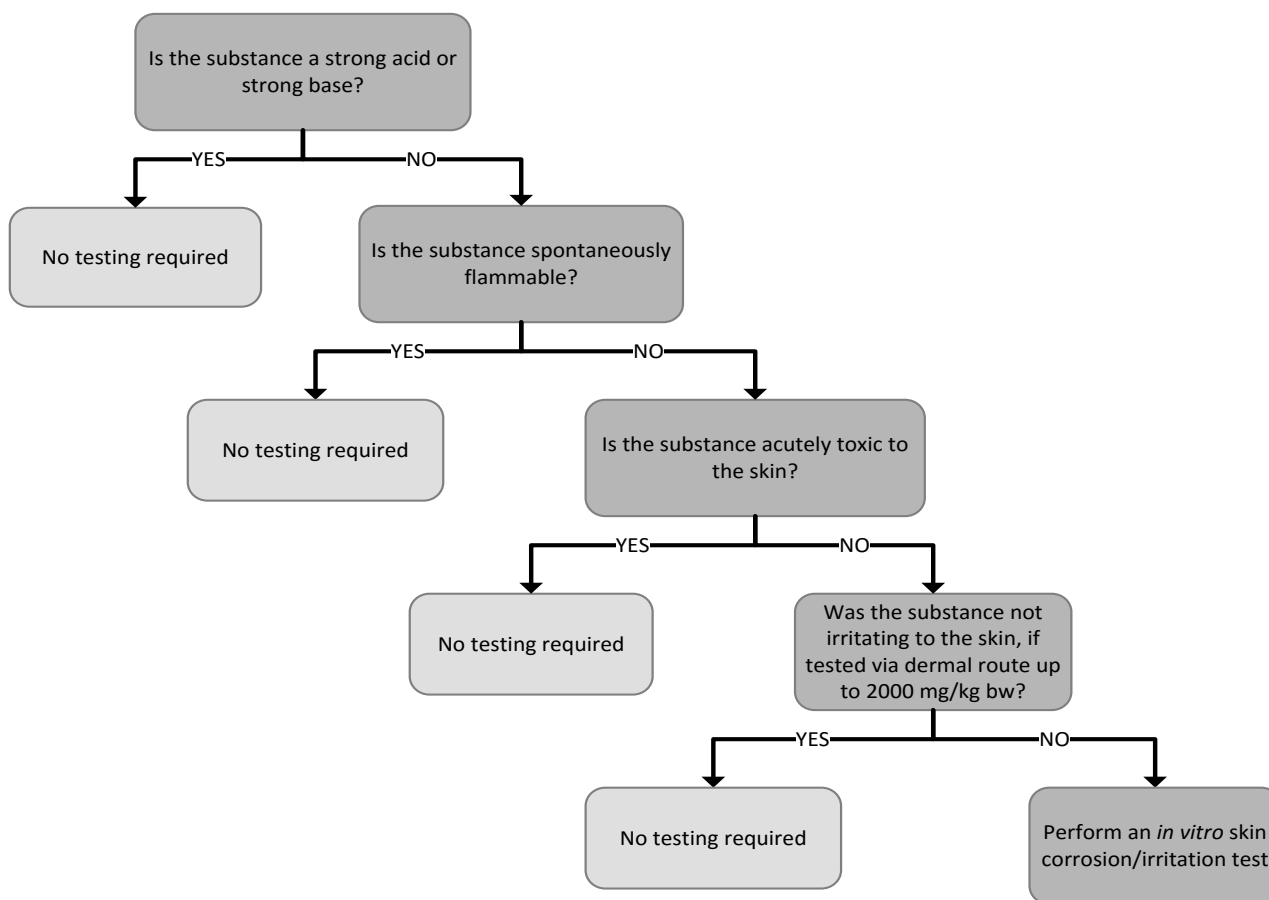 Is the substance a strong acid or
strong base?
YES
NO
No testing required
Is the substance spontaneously
flammable?
YES
NO
No testing required
Is the substance acutely toxic to
the skin?
YES
NO
No testing required
Was the substance not
irritating to the skin, if
tested via dermal route up
to 2000 mg/kg bw?
YES
NO
No testing required
Perform an in vitro skin
corrosion/irritation test